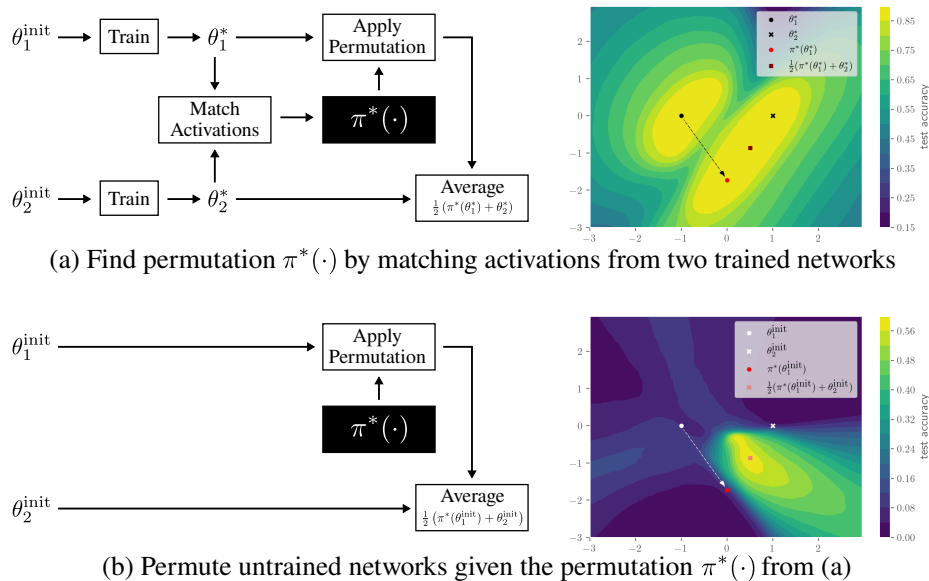 θ₁^init Train θ₁^* Apply Permutation
Match Activations π*(·)
θ₂^init Train θ₂^* Average ½(π*(θ₁^*) + θ₂^*)
2
1
0
−1
−2
−3
−3 −2 −1 0 1 2
θ₁^*
θ₂^*
π*(θ₁^*)
½(π*(θ₁^*) + θ₂^*)
0.85
0.75
0.65
0.55
0.45
0.35
0.25
0.15
test accuracy
(a) Find permutation π*(·) by matching activations from two trained networks
θ₁^init Apply Permutation
π*(·)
θ₂^init Average ½(π*(θ₁^init) + θ₂^init)
2
1
0
−1
−2
−3
−3 −2 −1 0 1 2
θ₁^init
θ₂^init
π*(θ₁^init)
½(π*(θ₁^init) + θ₂^init)
0.56
0.48
0.40
0.32
0.24
0.16
0.08
0.00
test accuracy
(b) Permute untrained networks given the permutation π*(·) from (a)